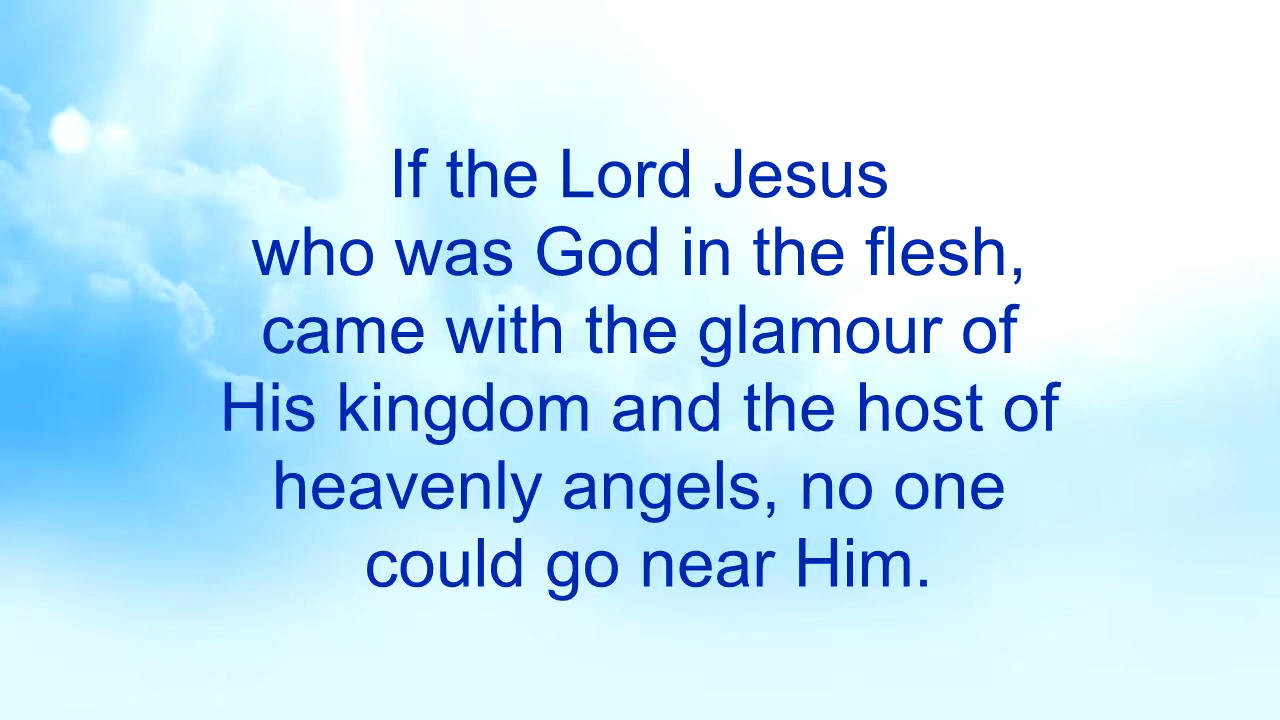 If the Lord Jesus
who was God in the flesh,
came with the glamour of
His kingdom and the host of
heavenly angels, no one
could go near Him.